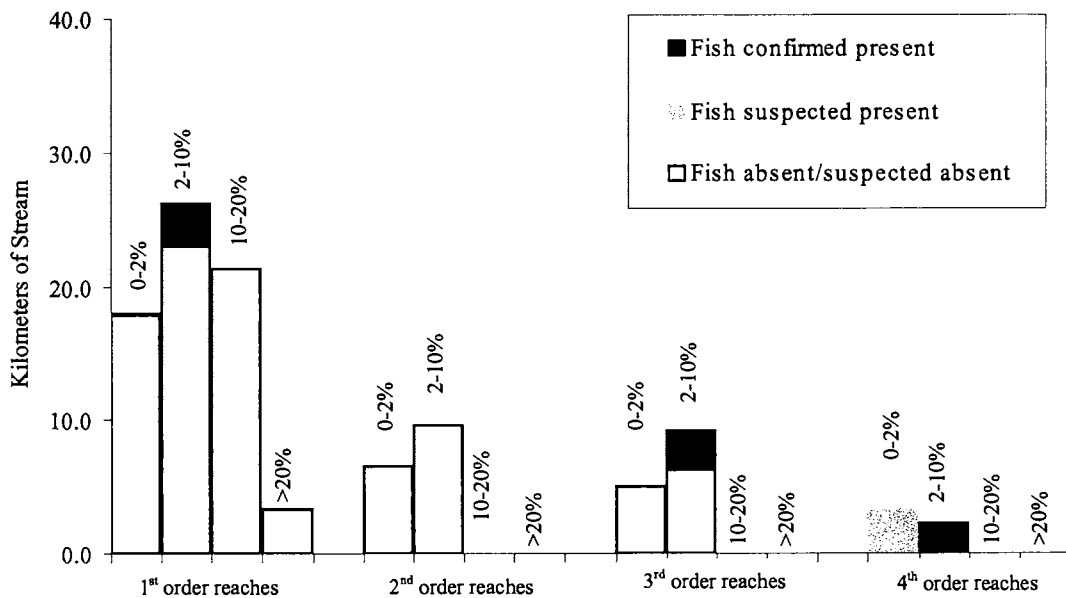 40.0
30.0
20.0
10.0
0.0
Kilometers of Stream
Fish confirmed present
Fish suspected present
Fish absent/suspected absent
0-2%
2-10%
10-20%
>20%
0-2%
2-10%
10-20%
>20%
0-2%
2-10%
10-20%
>20%
0-2%
2-10%
10-20%
>20%
1st order reaches
2nd order reaches
3rd order reaches
4th order reaches